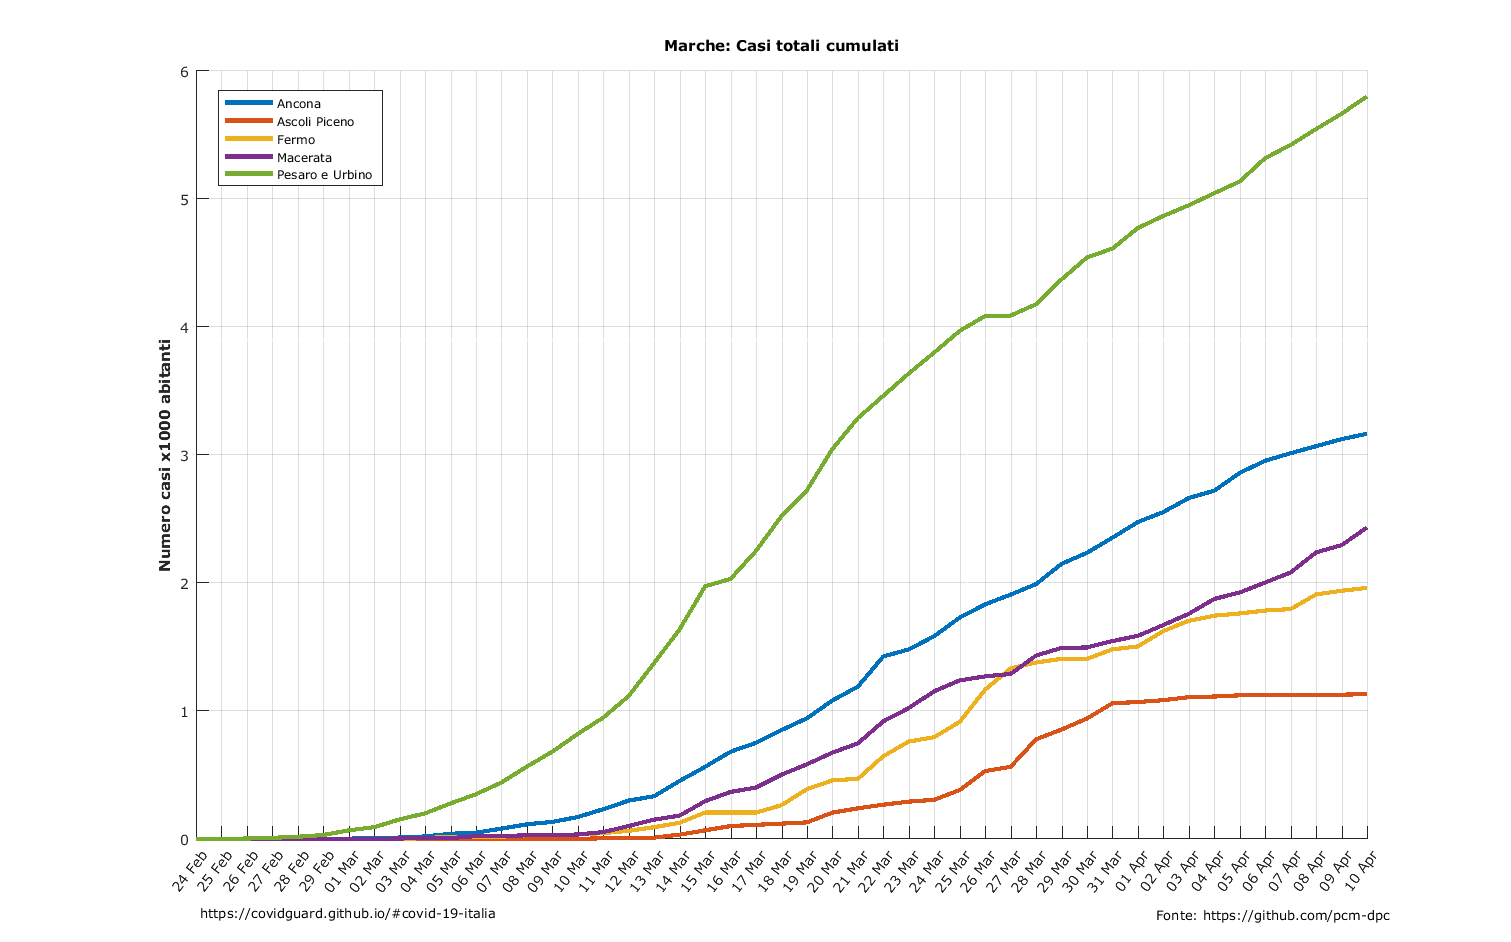 Marche: Casi totali cumulati
6
5
4
3
2
1
0
Numero casi x1000 abitanti
Ancona
Ascoli Piceno
Fermo
Macerata
Pesaro e Urbino
24 Feb
25 Feb
26 Feb
27 Feb
28 Feb
29 Feb
01 Mar
02 Mar
03 Mar
04 Mar
05 Mar
06 Mar
07 Mar
08 Mar
09 Mar
10 Mar
11 Mar
12 Mar
13 Mar
14 Mar
15 Mar
16 Mar
17 Mar
18 Mar
19 Mar
20 Mar
21 Mar
22 Mar
23 Mar
24 Mar
25 Mar
26 Mar
27 Mar
28 Mar
29 Mar
30 Mar
31 Mar
01 Apr
02 Apr
03 Apr
04 Apr
05 Apr
06 Apr
07 Apr
08 Apr
09 Apr
10 Apr
https://covidguard.github.io/#covid-19-italia
Fonte: https://github.com/pcm-dpc